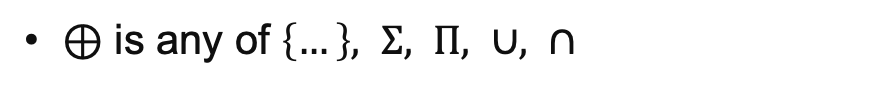 • ⊕ is any of {… }, Σ, Π, ∪, ∩